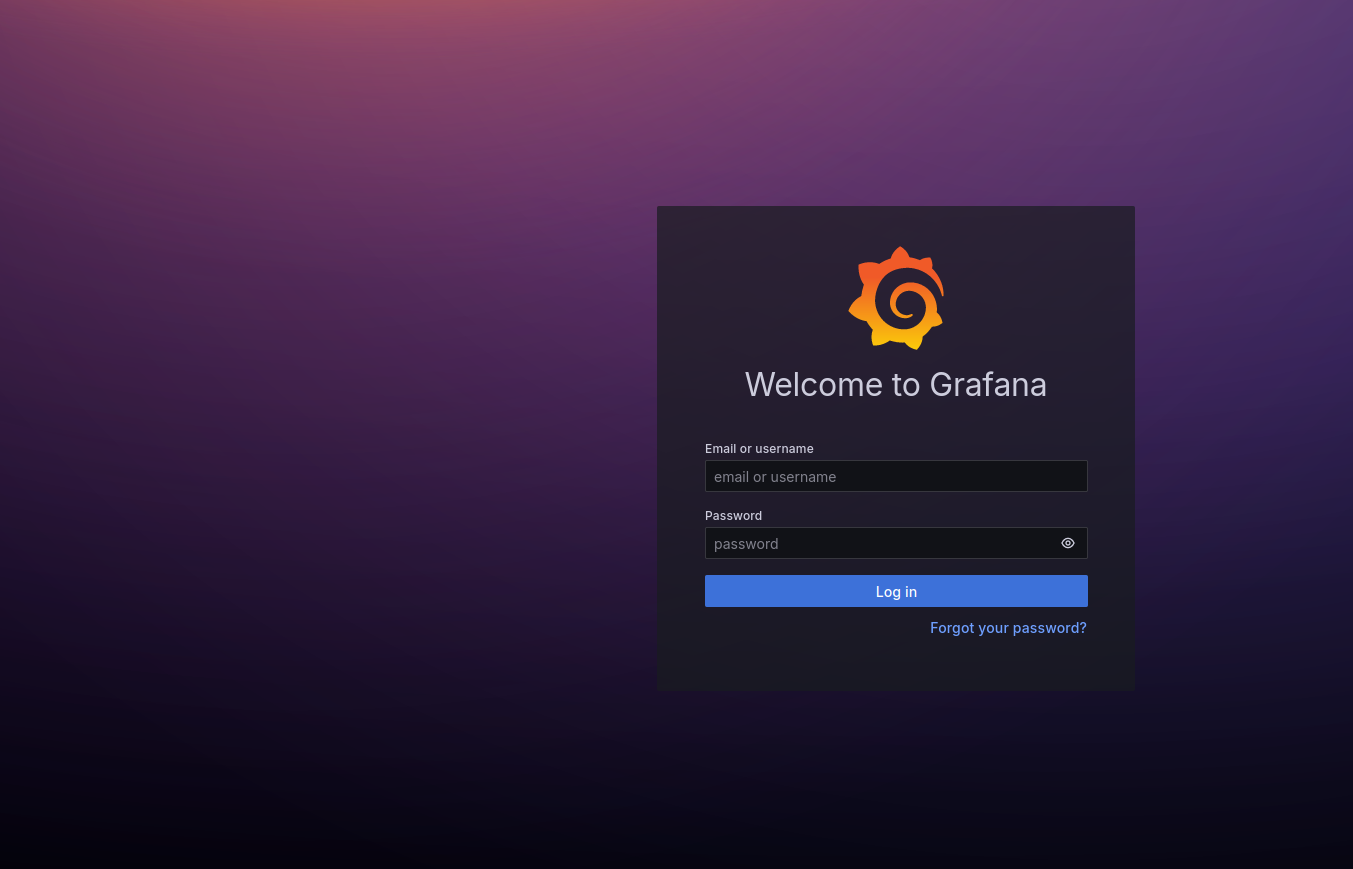 Welcome to Grafana
Email or username
email or username
Password
password
Log in
Forgot your password?